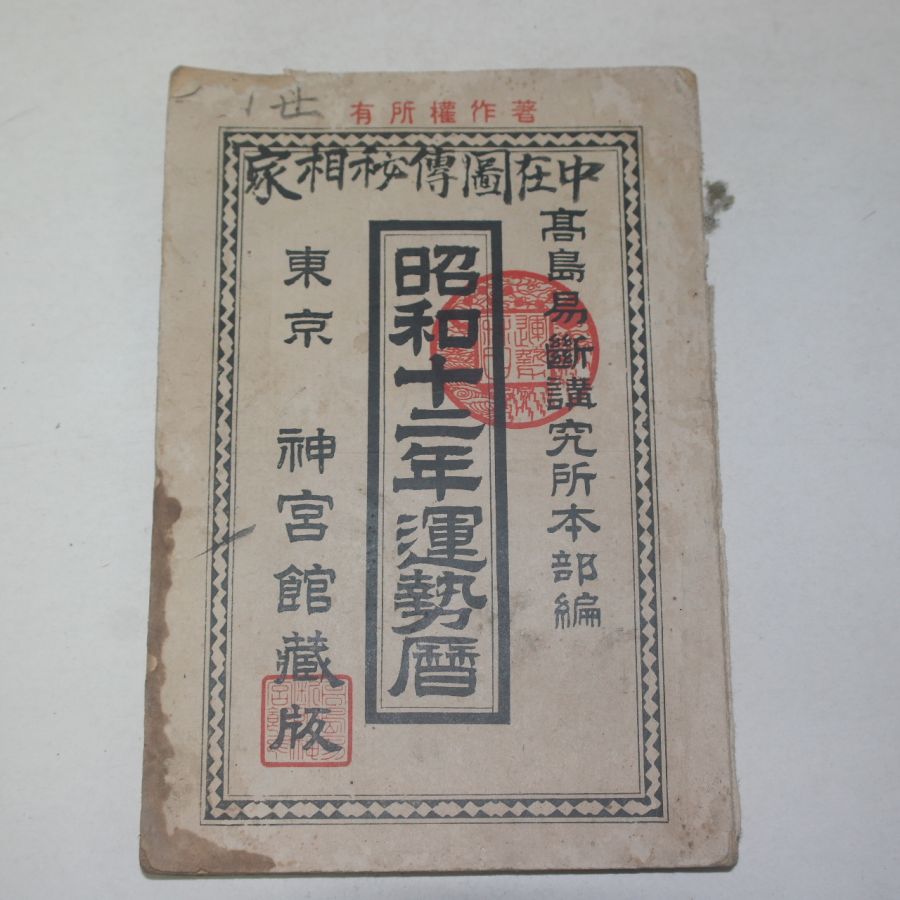 著作權所有
家相秘傳圖在中
髙島易斷講究所本部編
昭和十二年運勢暦
東京 神宮館藏版